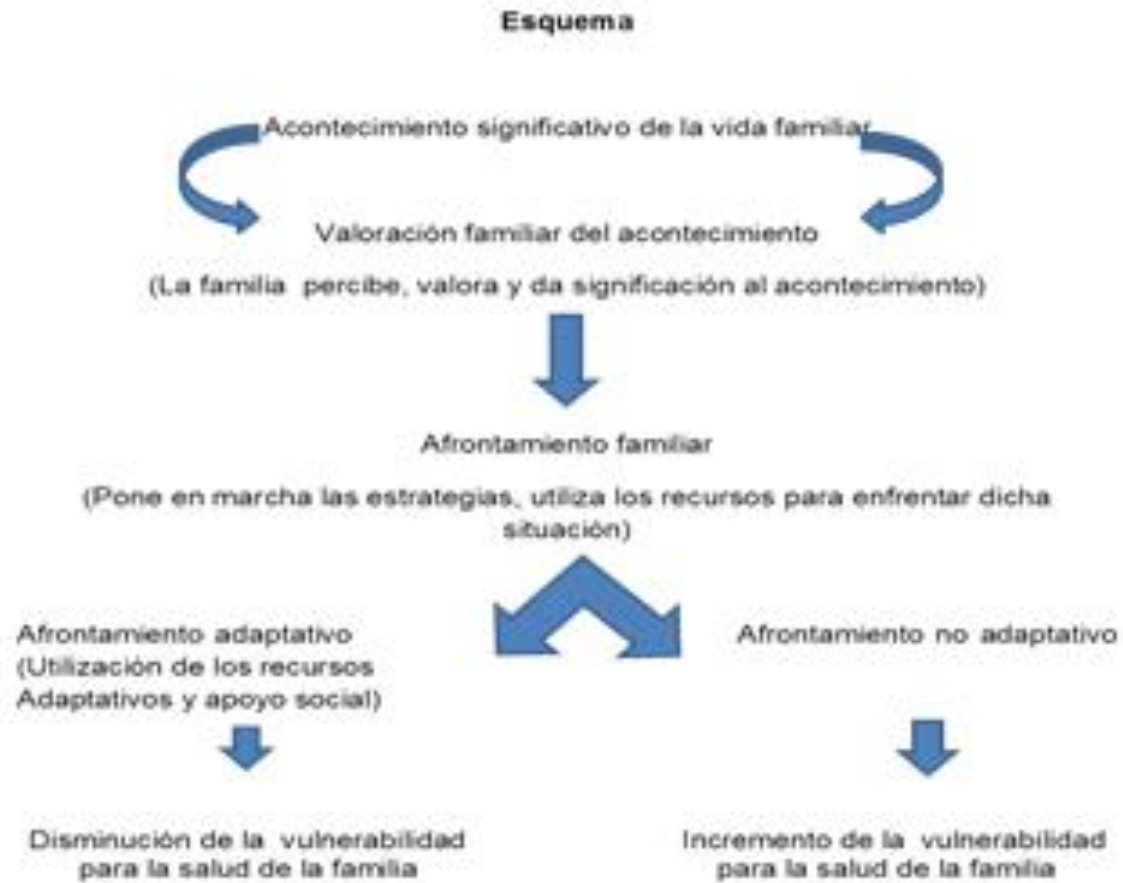 Esquema
Acontecimiento significativo de la vida familiar
Valoración familiar del acontecimiento
(La familia percibe, valora y da significación al acontecimiento)
Afrontamiento familiar
(Pone en marcha las estrategias, utiliza los recursos para enfrentar dicha
situación)
Afrontamiento adaptativo
(Utilización de los recursos
Adaptativos y apoyo social)
Afrontamiento no adaptativo
Disminución de la vulnerabilidad
para la salud de la familia
Incremento de la vulnerabilidad
para la salud de la familia